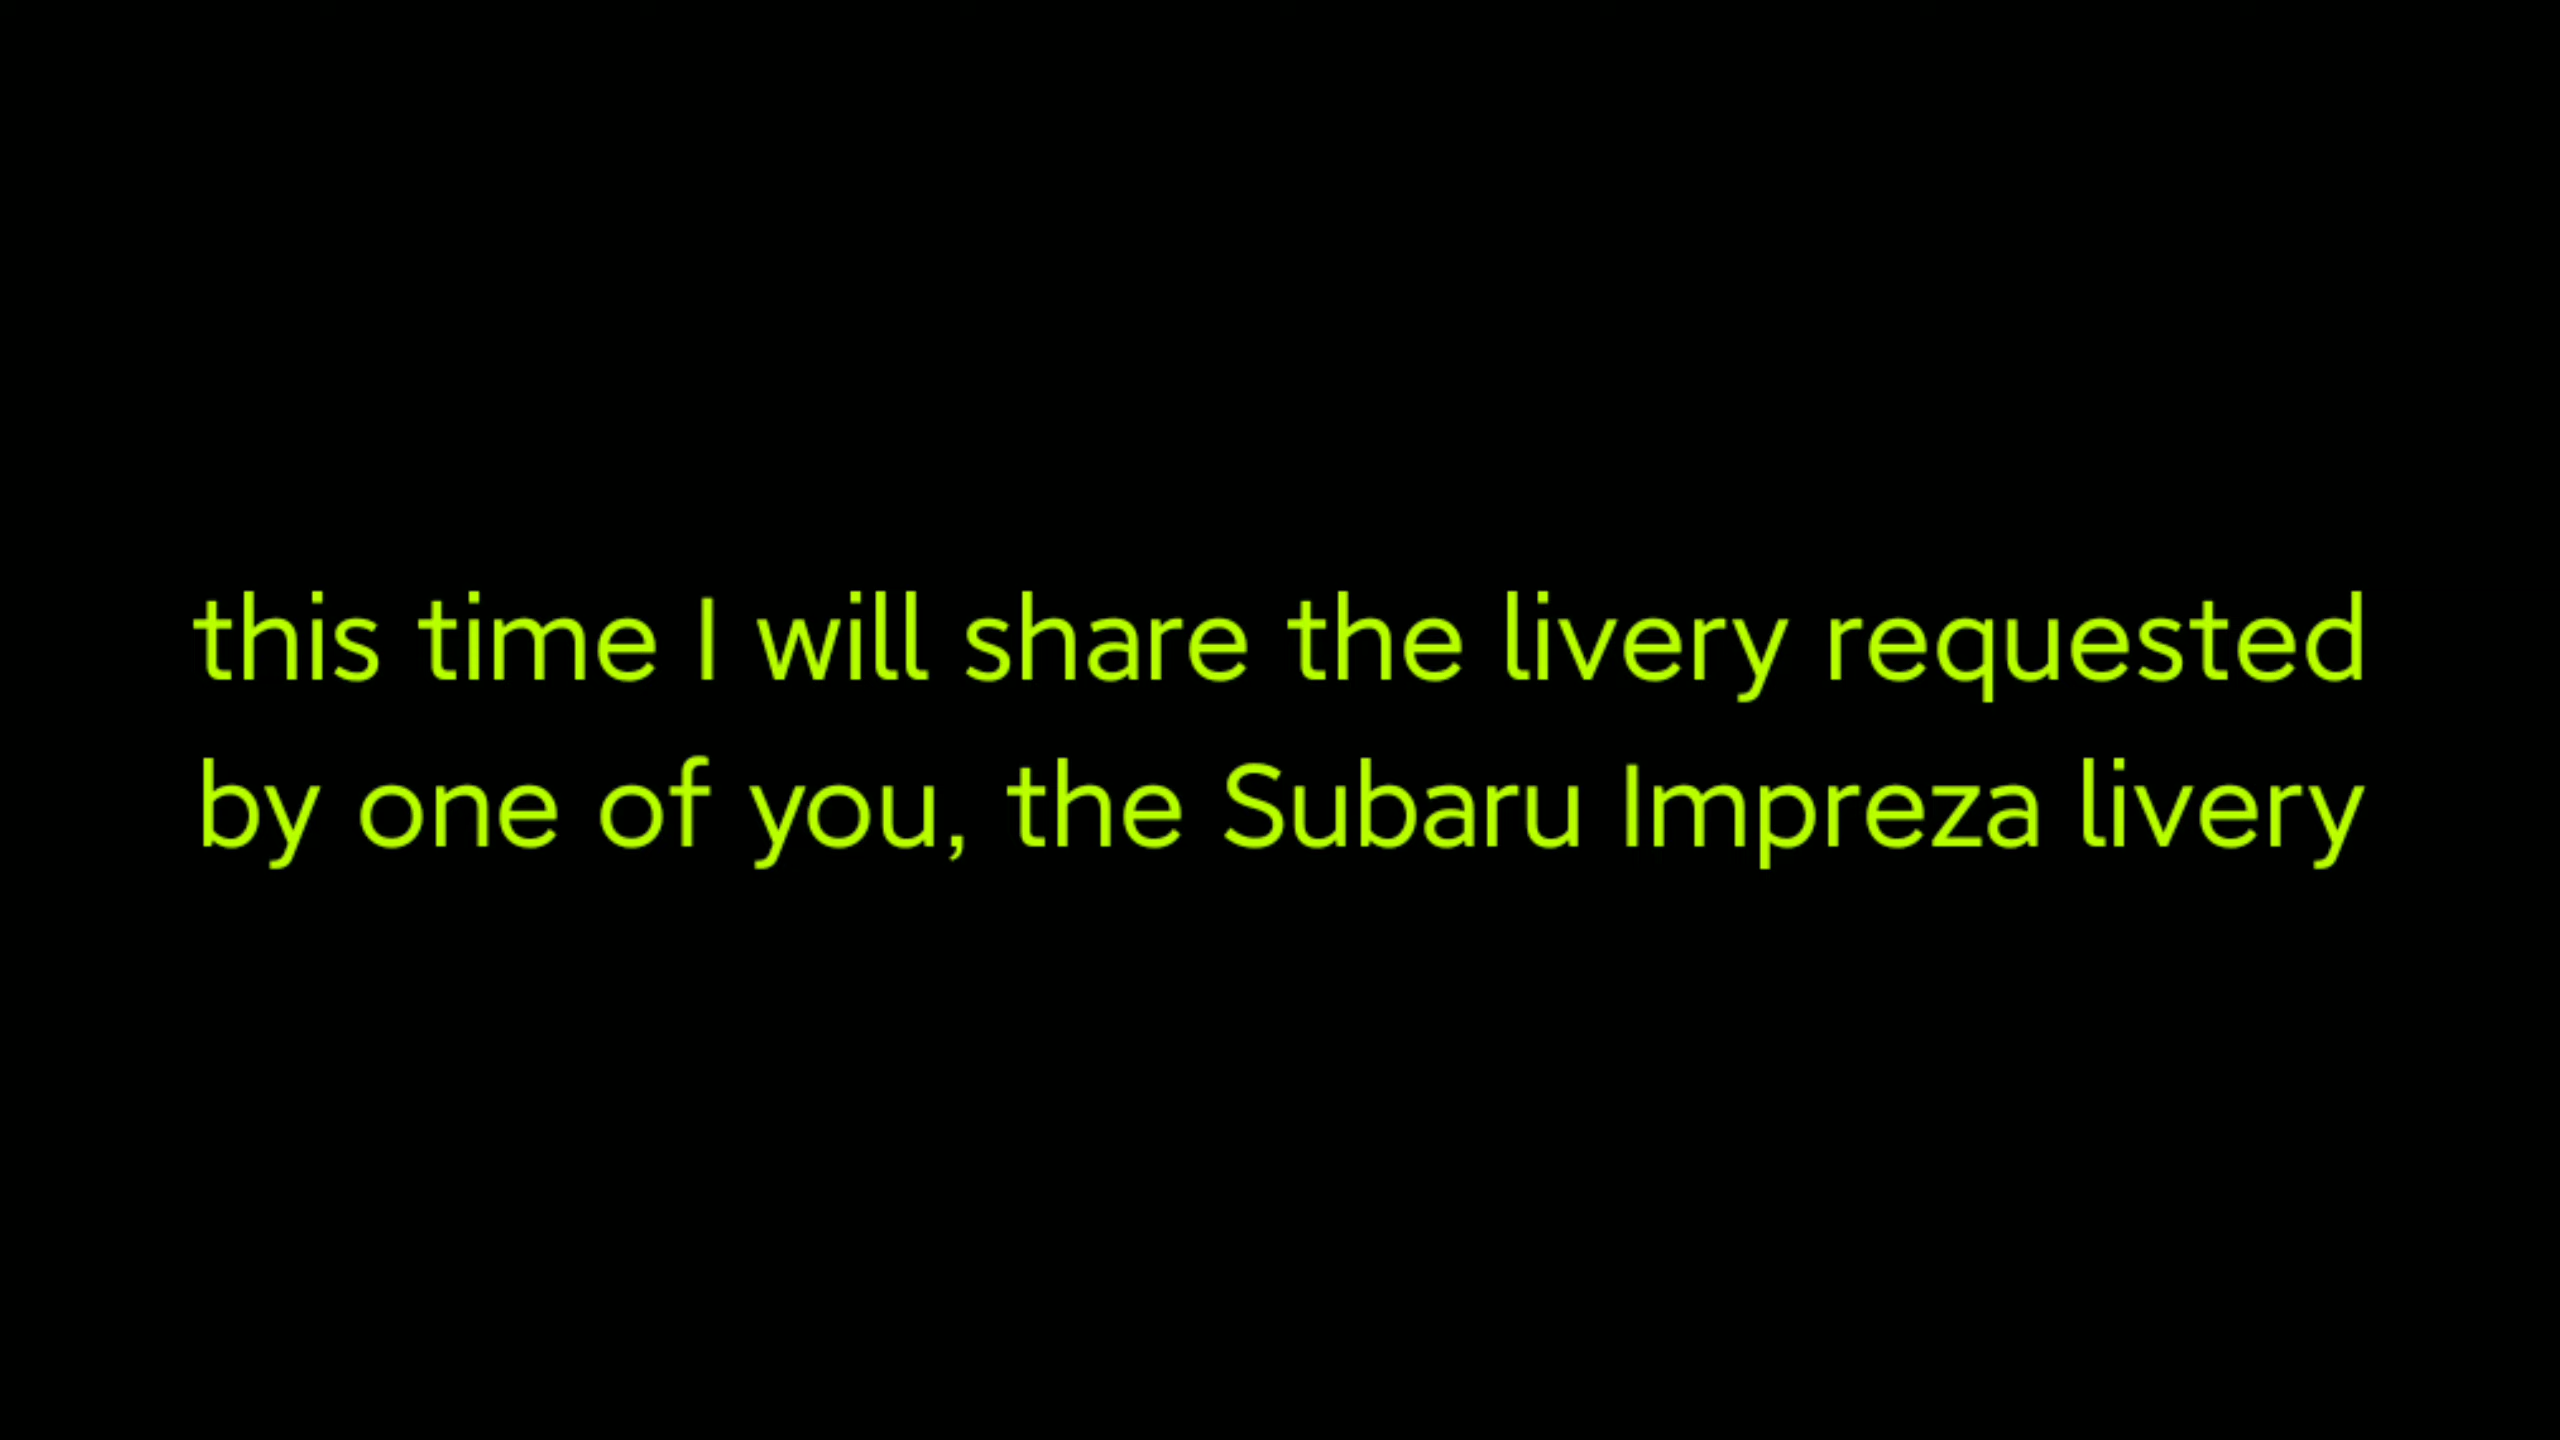 this time I will share the livery requested
by one of you, the Subaru Impreza livery